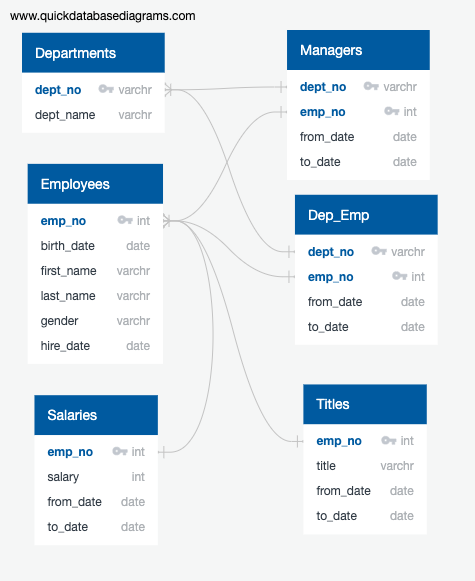 www.quickdatabasediagrams.com
Departments
dept_no varchr
dept_name varchr
Managers
dept_no varchr
emp_no int
from_date date
to_date date
Employees
emp_no int
birth_date date
first_name varchr
last_name varchr
gender varchr
hire_date date
Dep_Emp
dept_no varchr
emp_no int
from_date date
to_date date
Salaries
emp_no int
salary int
from_date date
to_date date
Titles
emp_no int
title varchr
from_date date
to_date date